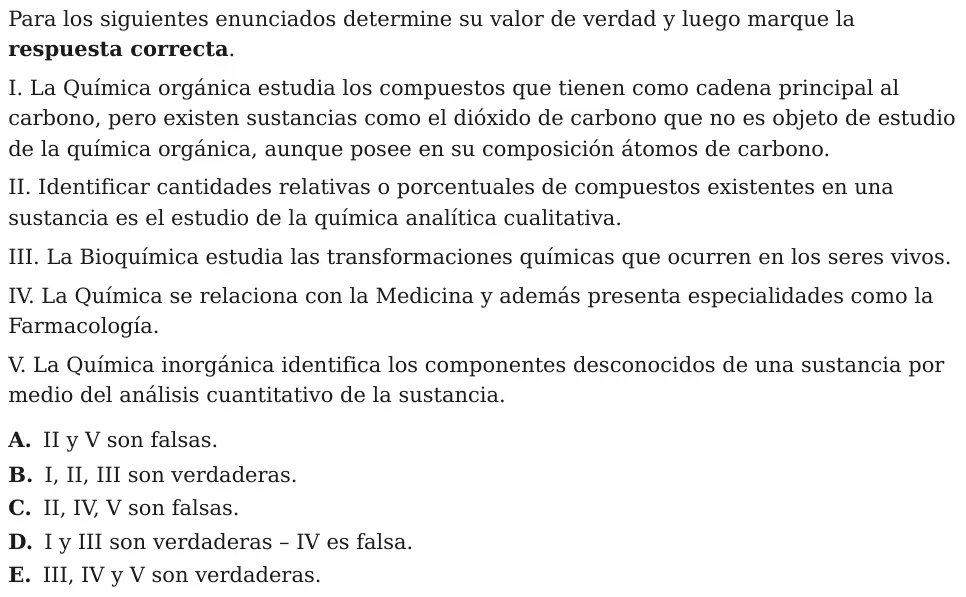 Para los siguientes enunciados determine su valor de verdad y luego marque la
respuesta correcta.
I. La Química orgánica estudia los compuestos que tienen como cadena principal al
carbono, pero existen sustancias como el dióxido de carbono que no es objeto de estudio
de la química orgánica, aunque posee en su composición átomos de carbono.
II. Identificar cantidades relativas o porcentuales de compuestos existentes en una
sustancia es el estudio de la química analítica cualitativa.
III. La Bioquímica estudia las transformaciones químicas que ocurren en los seres vivos.
IV. La Química se relaciona con la Medicina y además presenta especialidades como la
Farmacología.
V. La Química inorgánica identifica los componentes desconocidos de una sustancia por
medio del análisis cuantitativo de la sustancia.
A. II y V son falsas.
B. I, II, III son verdaderas.
C. II, IV, V son falsas.
D. I y III son verdaderas – IV es falsa.
E. III, IV y V son verdaderas.